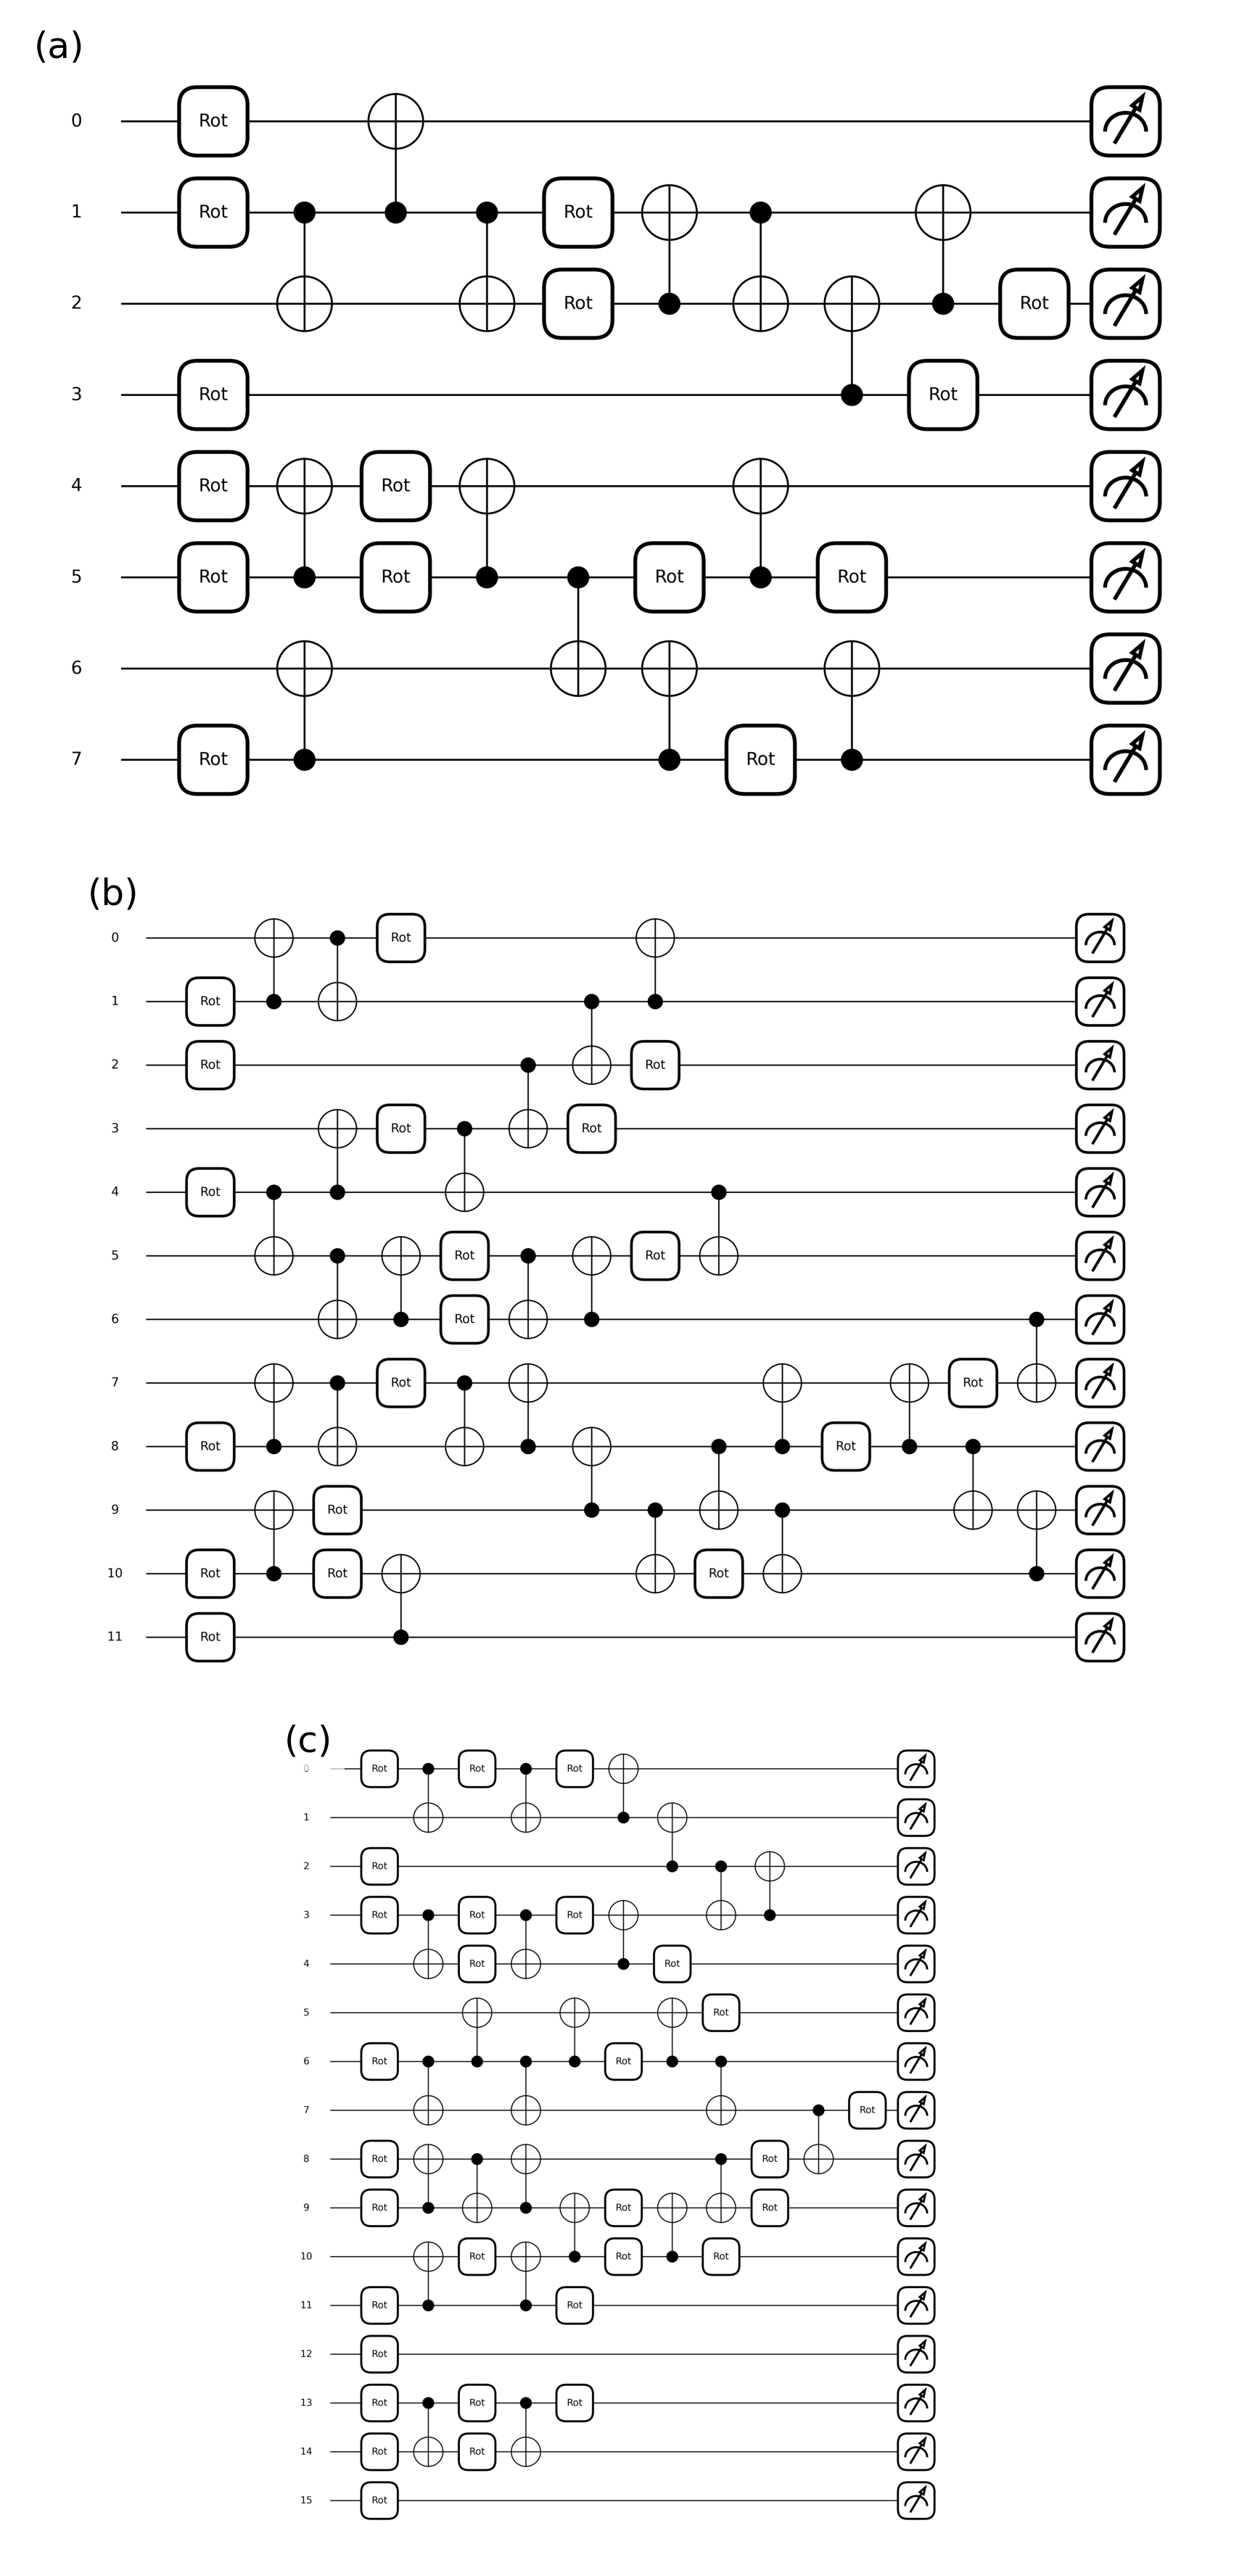 (a)
0 Rot
1 Rot Rot
2 Rot Rot
3 Rot Rot
4 Rot Rot
5 Rot Rot Rot Rot
6
7 Rot Rot
(b)
0 Rot
1 Rot
2 Rot Rot
3 Rot Rot
4 Rot
5 Rot Rot
6 Rot
7 Rot Rot
8 Rot Rot
9 Rot
10 Rot Rot Rot
11 Rot
(c)
0 Rot Rot Rot
1
2 Rot
3 Rot Rot Rot
4 Rot Rot
5 Rot
6 Rot Rot
7 Rot
8 Rot Rot
9 Rot Rot Rot
10 Rot Rot Rot
11 Rot Rot
12 Rot
13 Rot Rot Rot
14 Rot Rot
15 Rot